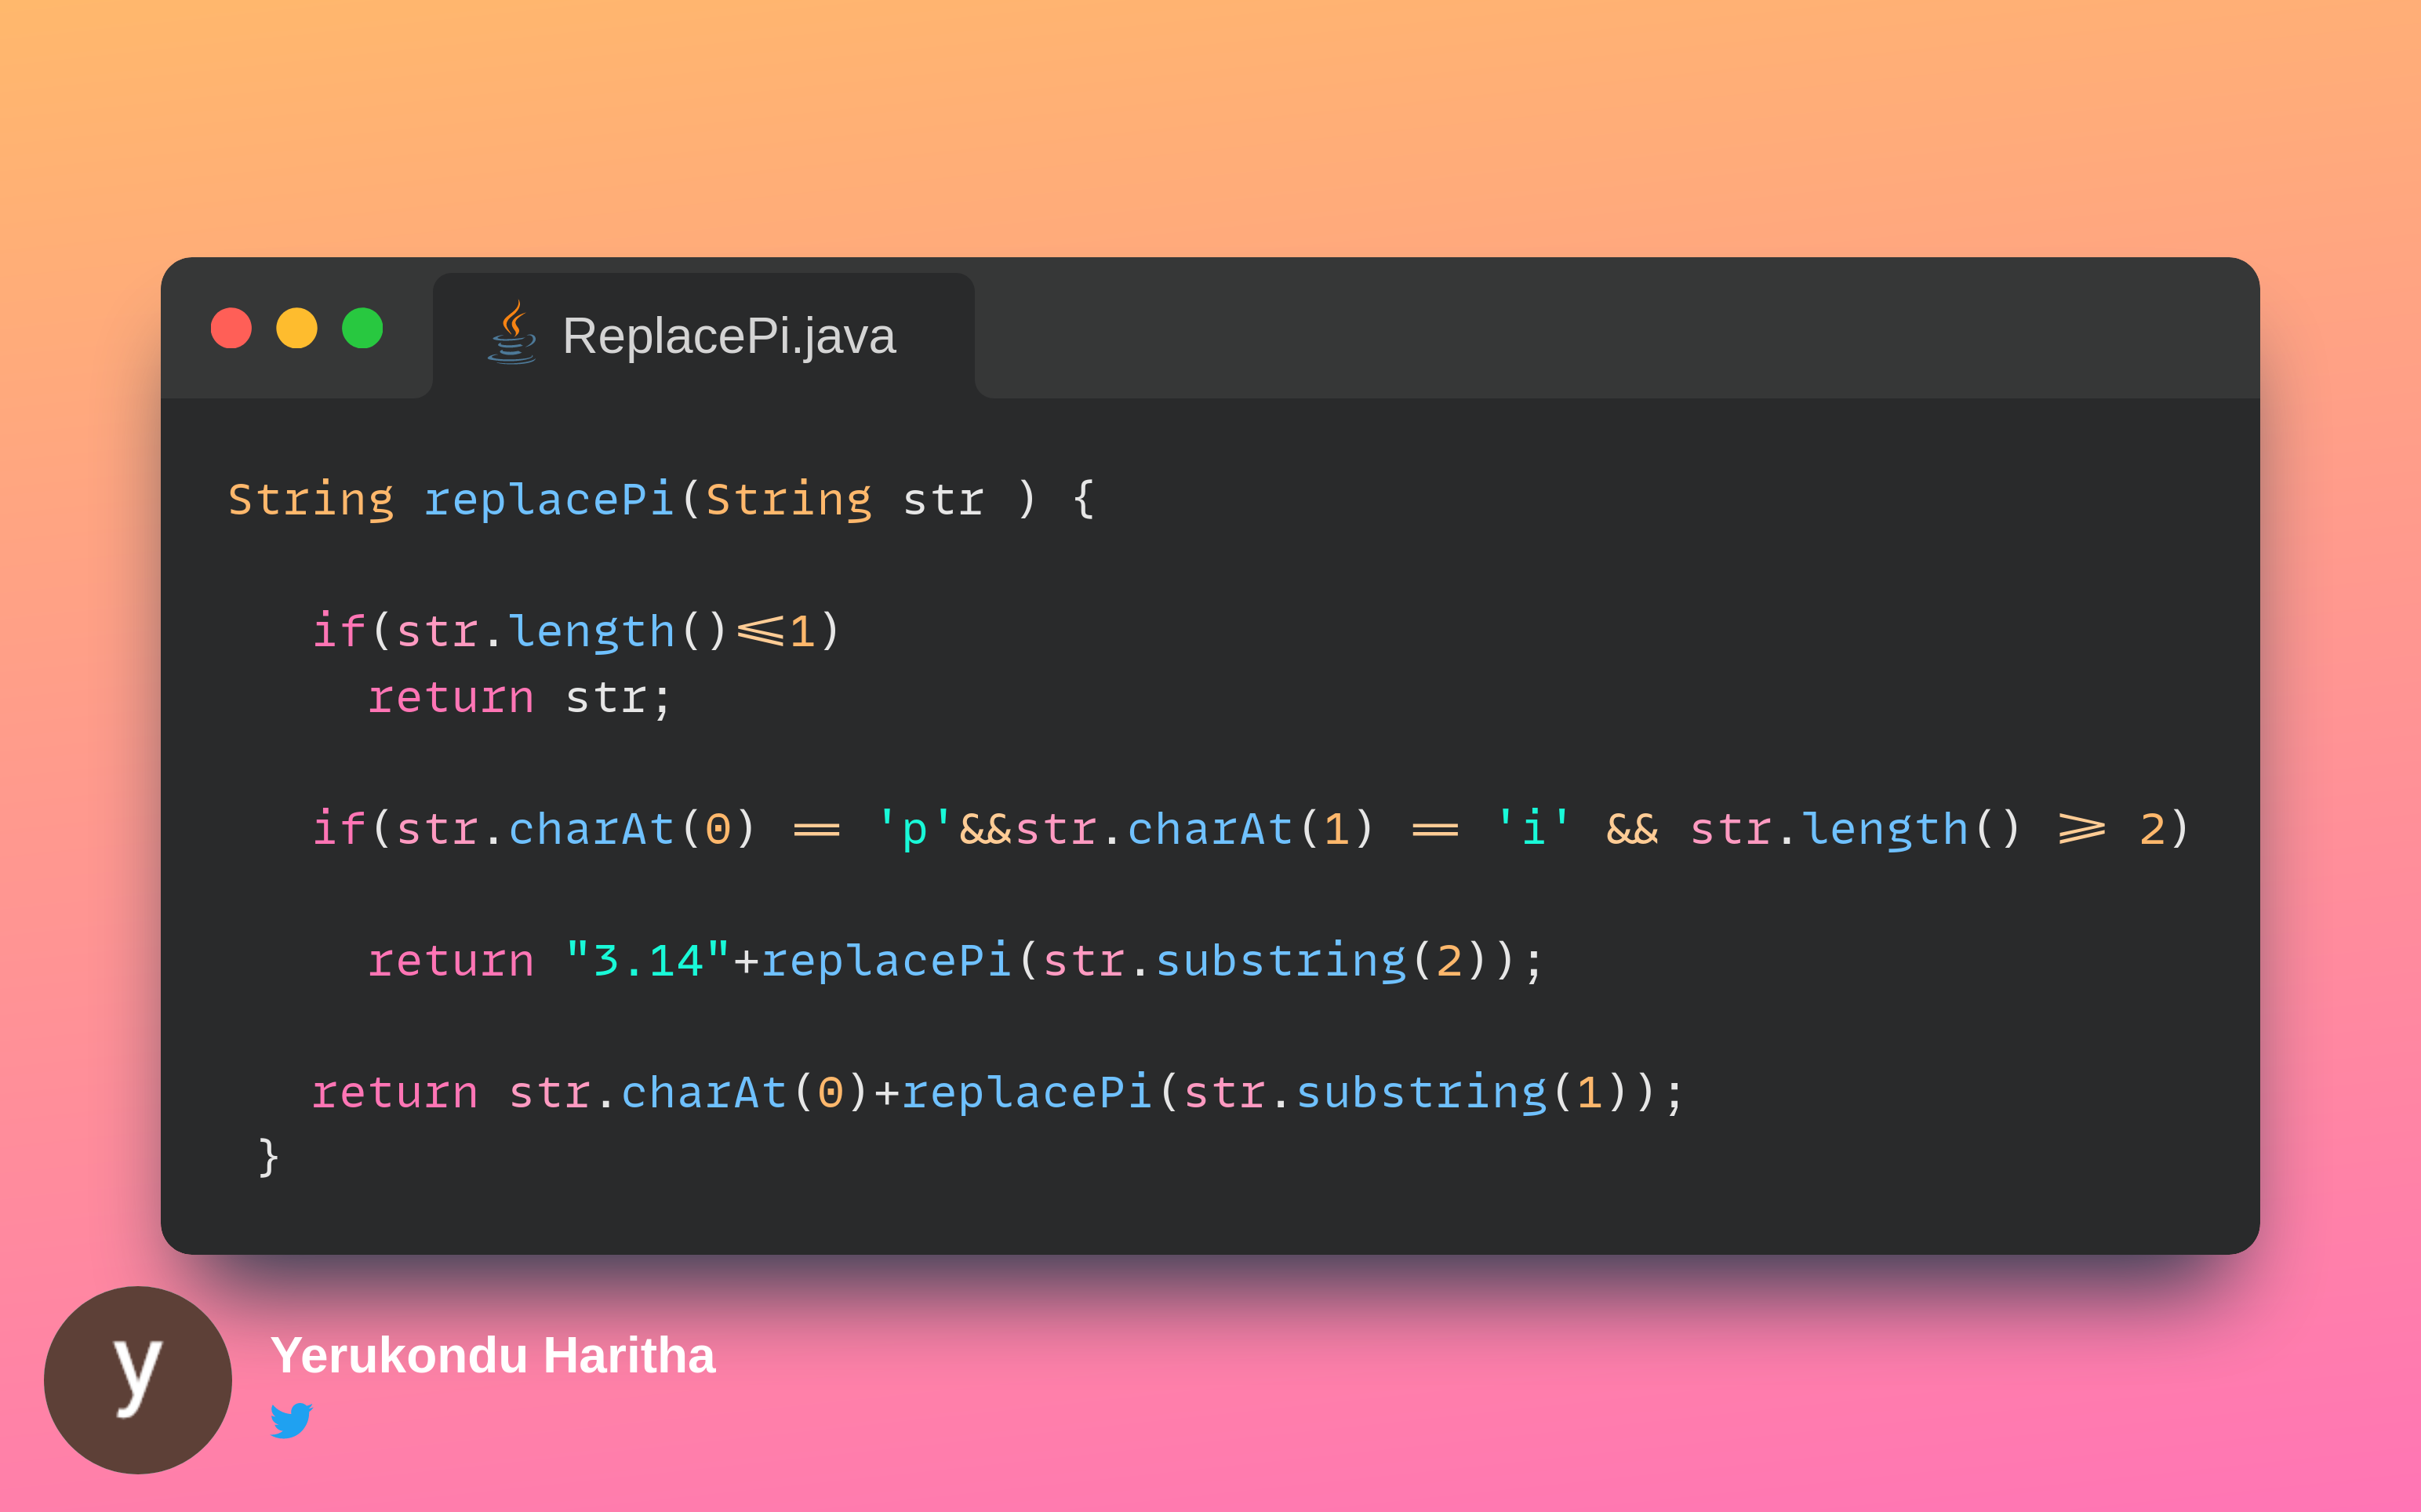 ReplacePi.java
String replacePi(String str ) {
if(str.length()<=1)
return str;
if(str.charAt(0) == 'p'&&str.charAt(1) == 'i' && str.length() >= 2)
return "3.14"+replacePi(str.substring(2));
return str.charAt(0)+replacePi(str.substring(1));
}
y
Yerukondu Haritha